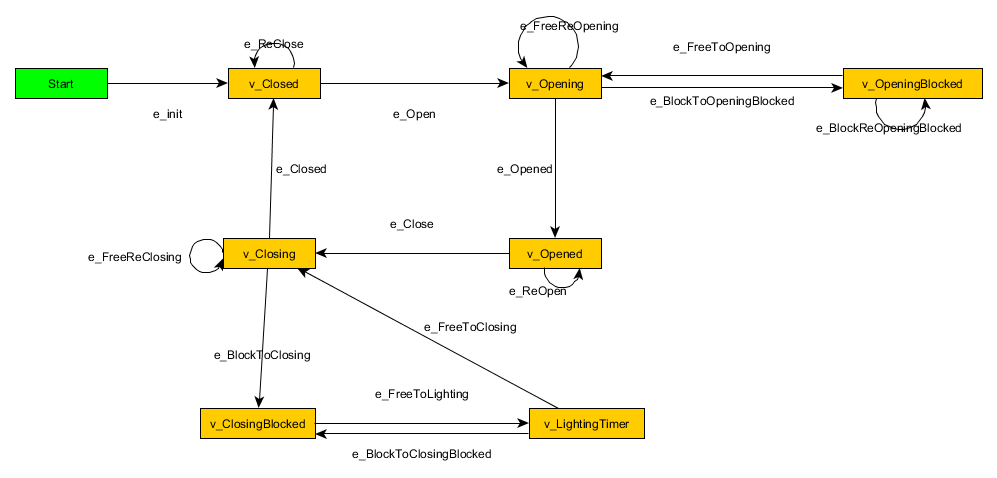 e_FreeReOpening
e_ReClose
e_FreeToOpening
Start
v_Closed
v_Opening
v_OpeningBlocked
e_init
e_Open
e_BlockToOpeningBlocked
e_BlockReOpeningBlocked
e_Closed
e_Opened
e_Close
e_FreeReClosing
v_Closing
v_Opened
e_ReOpen
e_FreeToClosing
e_BlockToClosing
e_FreeToLighting
v_ClosingBlocked
v_LightingTimer
e_BlockToClosingBlocked